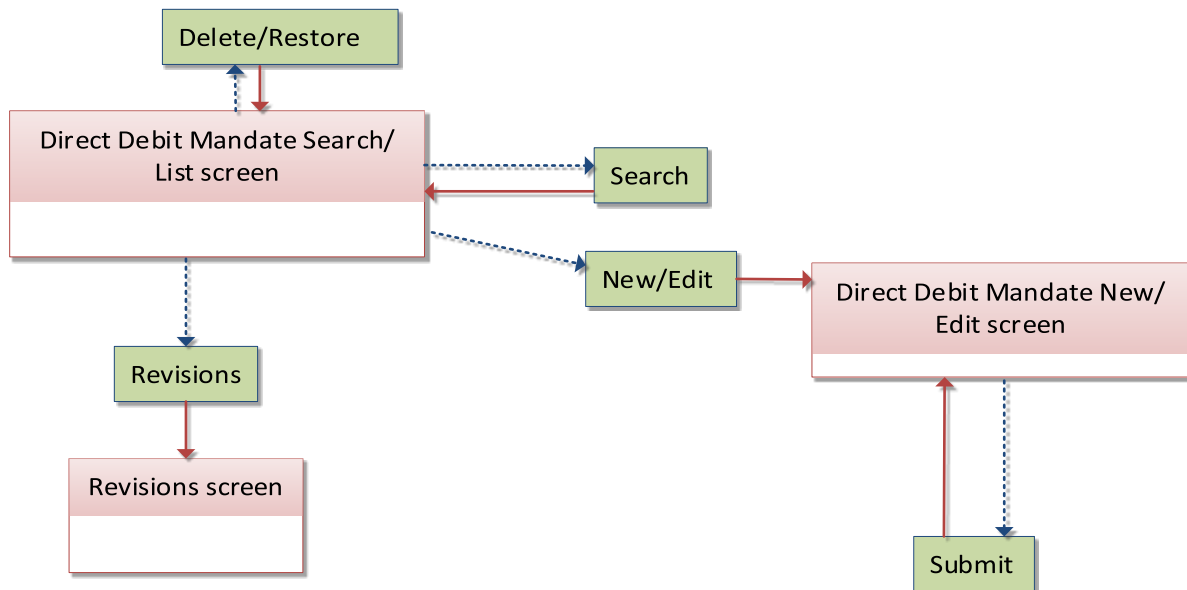 Delete/Restore
Direct Debit Mandate Search/
List screen
Search
New/Edit
Direct Debit Mandate New/
Edit screen
Revisions
Revisions screen
Submit